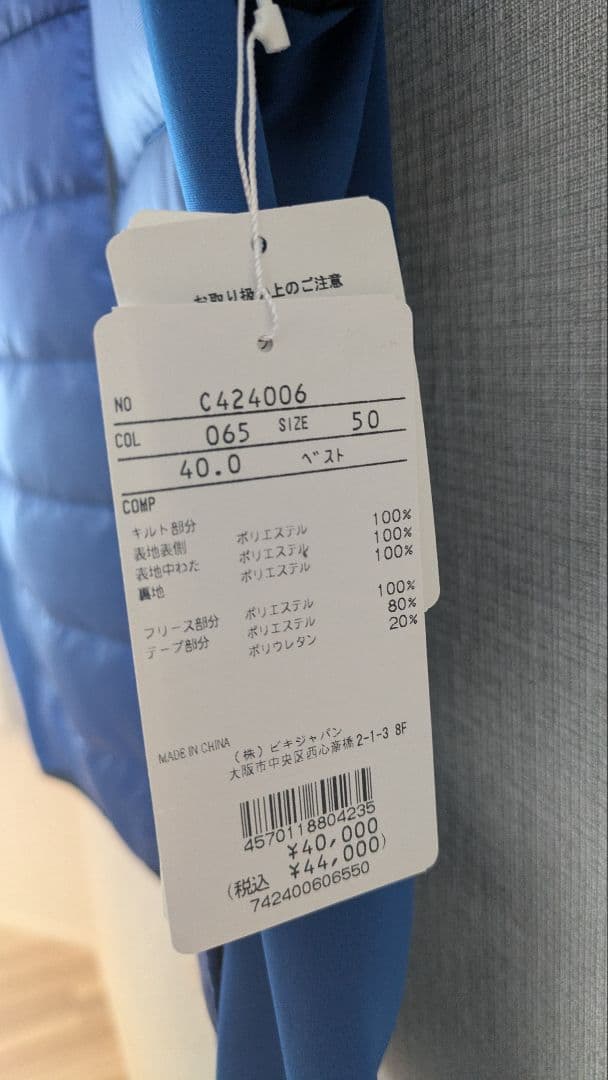 お取り扱い上のご注意
NO C424006
COL 065 SIZE 50
40.0 ベスト
COMP
キルト部分
表地表側 ポリエステル 100%
表地中わた ポリエステル 100%
裏地 ポリエステル 100%
フリース部分 ポリエステル 100%
テープ部分 ポリエステル 80%
ポリウレタン 20%
MADE IN CHINA (株)ビキジャパン
大阪市中央区西心斎橋2-1-3 8F
4570118804235
¥40,000
(税込 ¥44,000)
742400606550